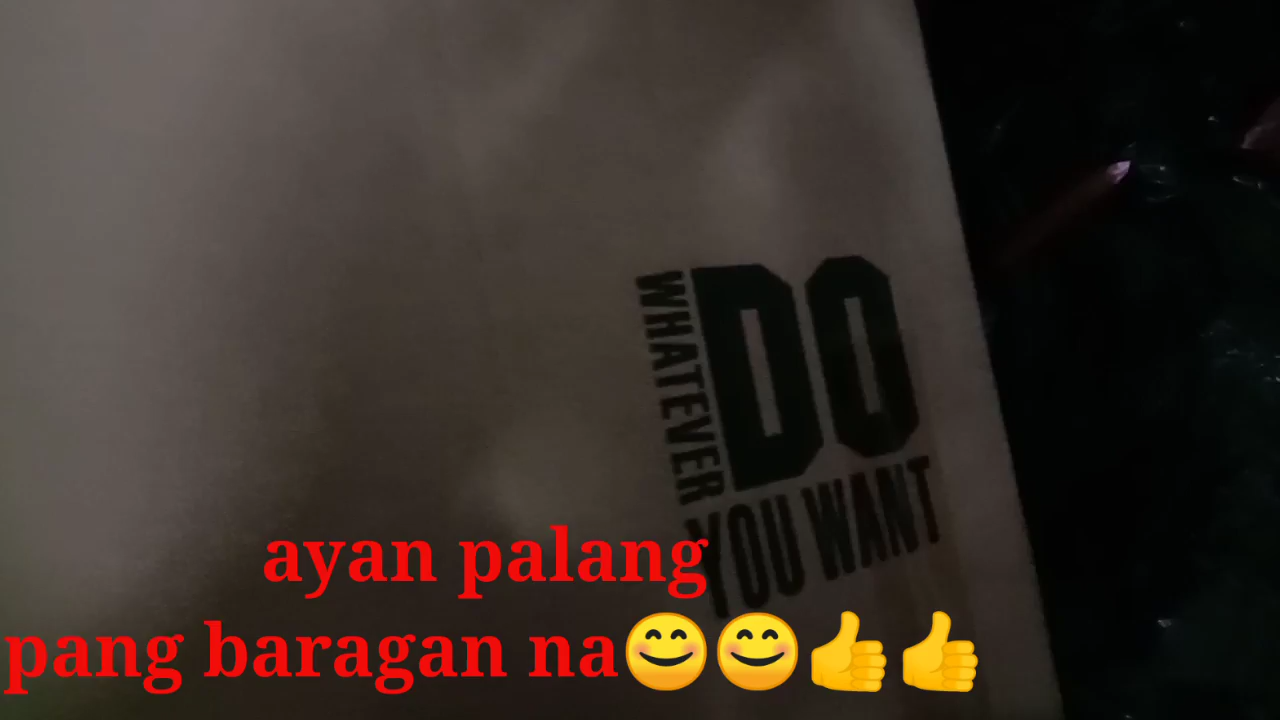 WHATEVER
DO
YOU WANT
ayan palang
pang baragan na😊😊👍👍